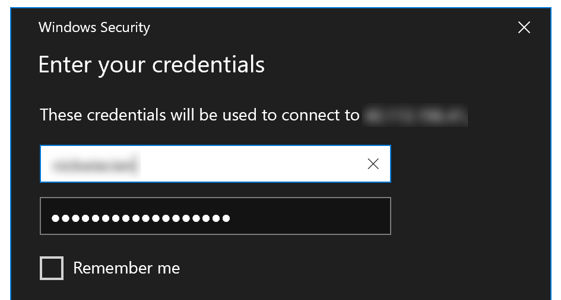 Windows Security
Enter your credentials
These credentials will be used to connect to
Remember me